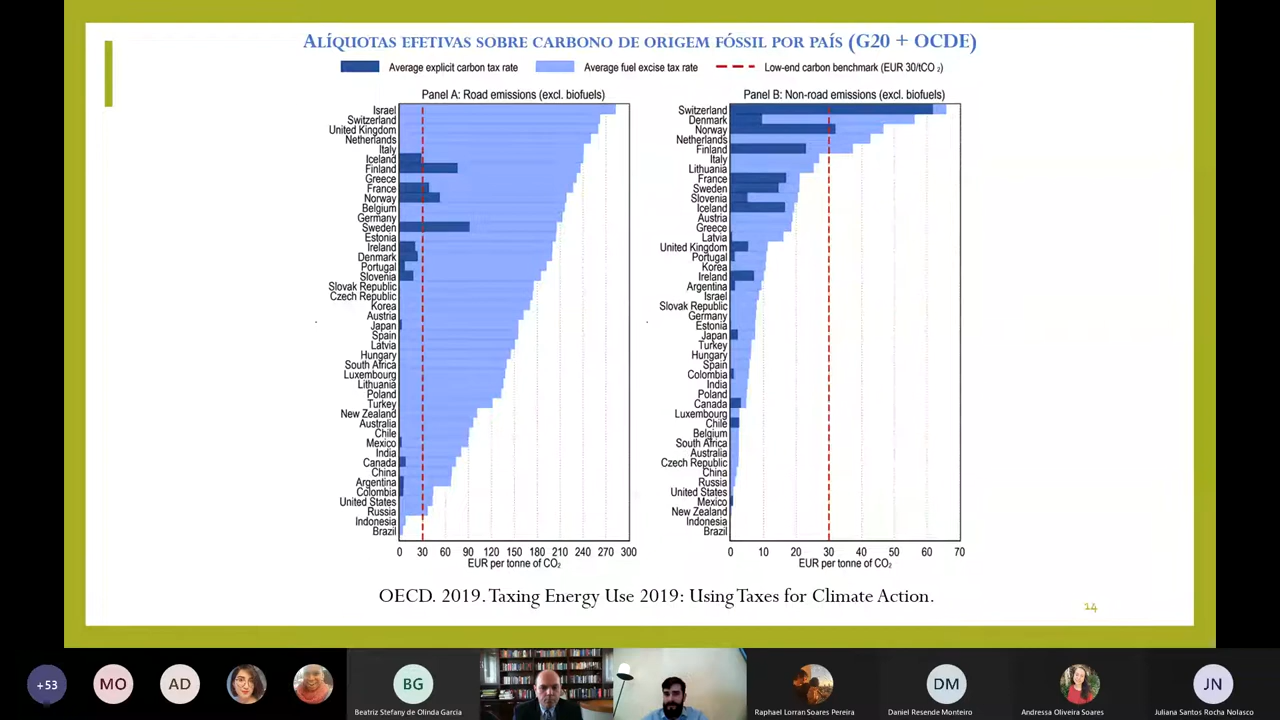 ALÍQUOTAS EFETIVAS SOBRE CARBONO DE ORIGEM FÓSSIL POR PAÍS (G20 + OCDE)
Average explicit carbon tax rate
Average fuel excise tax rate
Low-end carbon benchmark (EUR 30/tCO₂)
Panel A: Road emissions (excl. biofuels)
Israel
Switzerland
United Kingdom
Netherlands
Italy
Iceland
Finland
Greece
France
Norway
Belgium
Germany
Sweden
Estonia
Ireland
Denmark
Portugal
Slovenia
Slovak Republic
Czech Republic
Korea
Austria
Japan
Spain
Latvia
Hungary
South Africa
Luxembourg
Lithuania
Poland
Turkey
New Zealand
Australia
Chile
Mexico
India
Canada
China
Argentina
Colombia
United States
Russia
Indonesia
Brazil
0 30 60 90 120 150 180 210 240 270 300
EUR per tonne of CO₂
Panel B: Non-road emissions (excl. biofuels)
Switzerland
Denmark
Norway
Netherlands
Finland
Italy
Lithuania
France
Sweden
Slovenia
Iceland
Austria
Greece
Latvia
United Kingdom
Portugal
Korea
Ireland
Argentina
Israel
Slovak Republic
Germany
Estonia
Japan
Turkey
Hungary
Spain
Colombia
India
Poland
Canada
Luxembourg
Chile
Belgium
South Africa
Australia
Czech Republic
China
Russia
United States
Mexico
New Zealand
Indonesia
Brazil
0 10 20 30 40 50 60 70
EUR per tonne of CO₂
OECD. 2019. Taxing Energy Use 2019: Using Taxes for Climate Action.
14
+53
MO
AD
BG
Beatriz Stefany de Olinda Garcia
Raphael Lorran Soares Pereira
DM
Daniel Resende Monteiro
Andressa Oliveira Soares
JN
Juliana Santos Rocha Nolasco